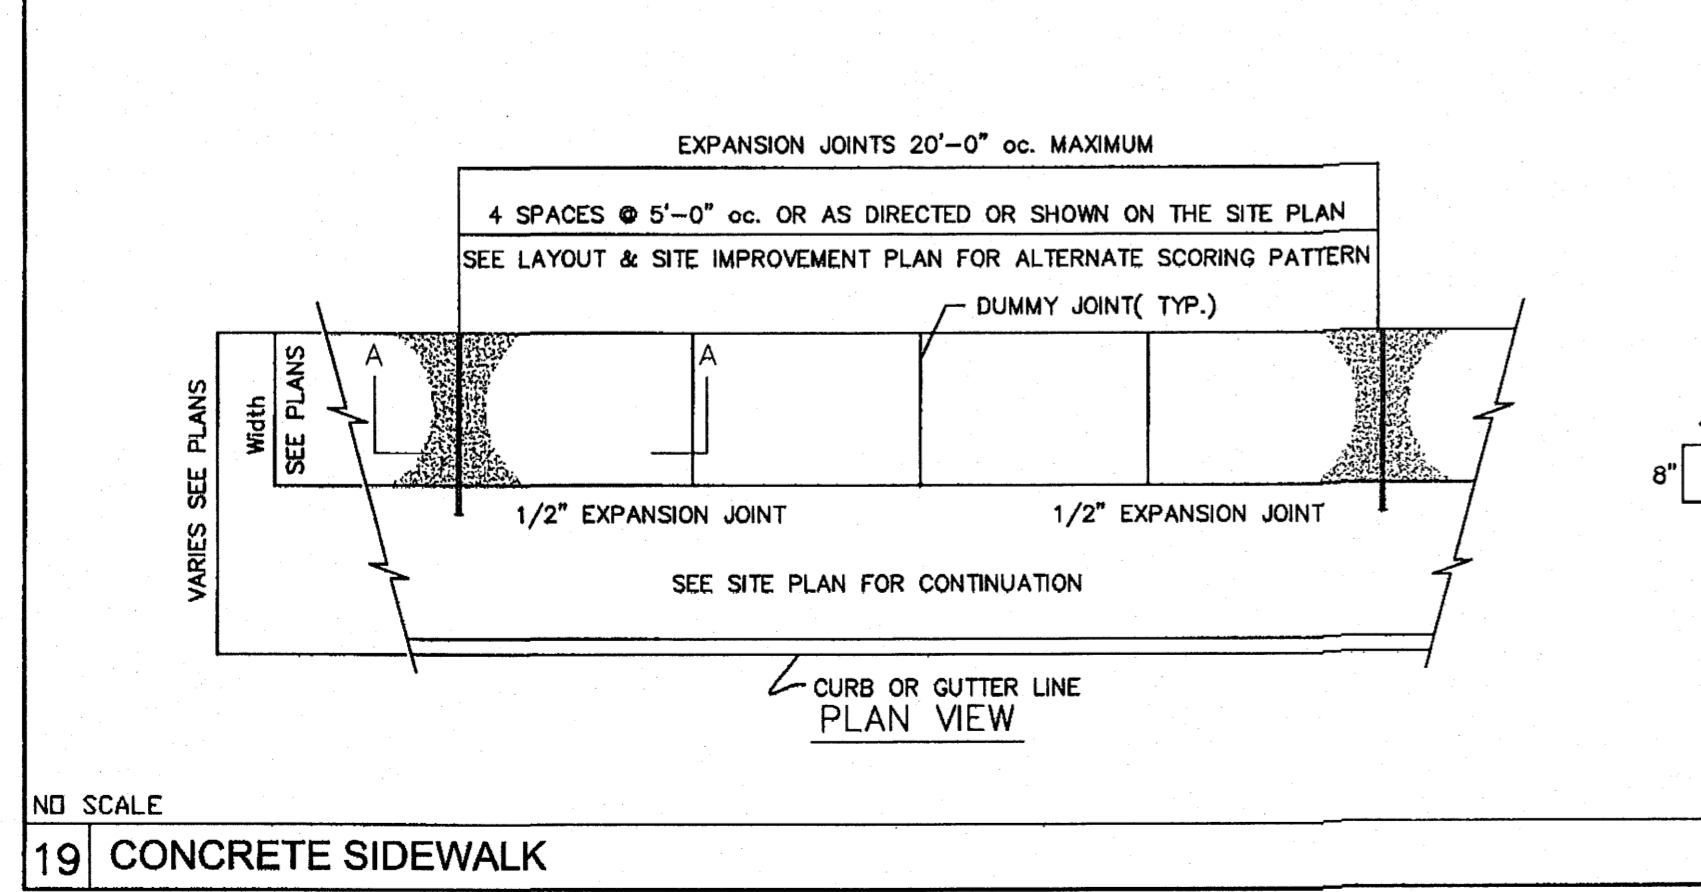 EXPANSION JOINTS 20'-0" oc. MAXIMUM
4 SPACES @ 5'-0" oc. OR AS DIRECTED OR SHOWN ON THE SITE PLAN
SEE LAYOUT & SITE IMPROVEMENT PLAN FOR ALTERNATE SCORING PATTERN
DUMMY JOINT( TYP.)
A
A
VARIES SEE PLANS
Width
SEE PLANS
8"
1/2" EXPANSION JOINT
1/2" EXPANSION JOINT
SEE SITE PLAN FOR CONTINUATION
CURB OR GUTTER LINE
PLAN VIEW
NO SCALE
19 CONCRETE SIDEWALK